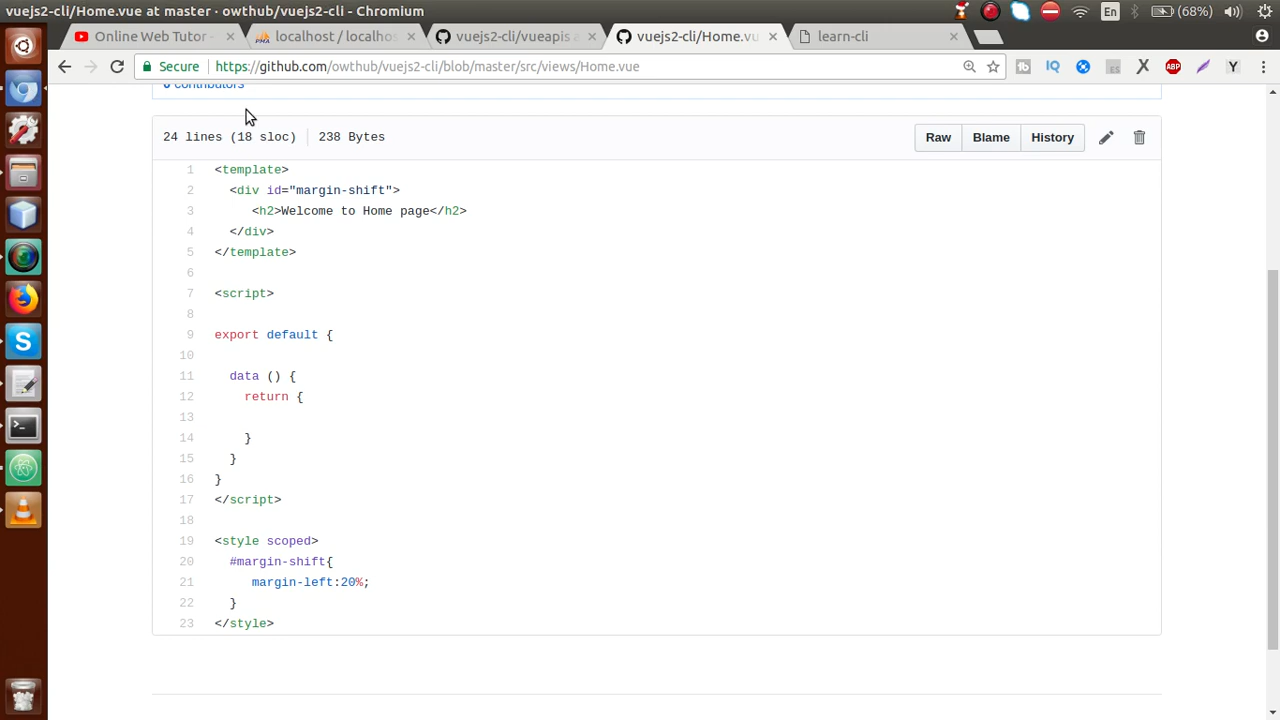 vuejs2-cli/Home.vue at master · owthub/vuejs2-cli - Chromium
En
(68%)
Online Web Tutor -
localhost / localhos
vuejs2-cli/vueapis a
vuejs2-cli/Home.vu
learn-cli
Secure
https://github.com/owthub/vuejs2-cli/blob/master/src/views/Home.vue
IQ
ES
X
ABP
Y
0 contributors
24 lines (18 sloc)
238 Bytes
Raw
Blame
History
1 <template>
2 <div id="margin-shift">
3 <h2>Welcome to Home page</h2>
4 </div>
5 </template>
6
7 <script>
8
9 export default {
10
11 data () {
12 return {
13
14 }
15 }
16 }
17 </script>
18
19 <style scoped>
20 #margin-shift{
21 margin-left:20%;
22 }
23 </style>